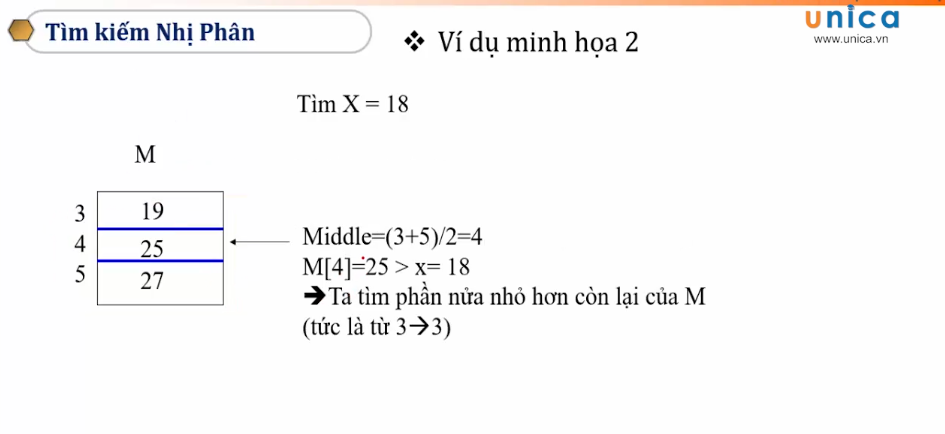 Tìm kiếm Nhị Phân
❖ Ví dụ minh họa 2
unica
www.unica.vn
Tìm X = 18
M
3 19
4 25
5 27
Middle=(3+5)/2=4
M[4]=25 > x= 18
➔Ta tìm phần nửa nhỏ hơn còn lại của M
(tức là từ 3→3)